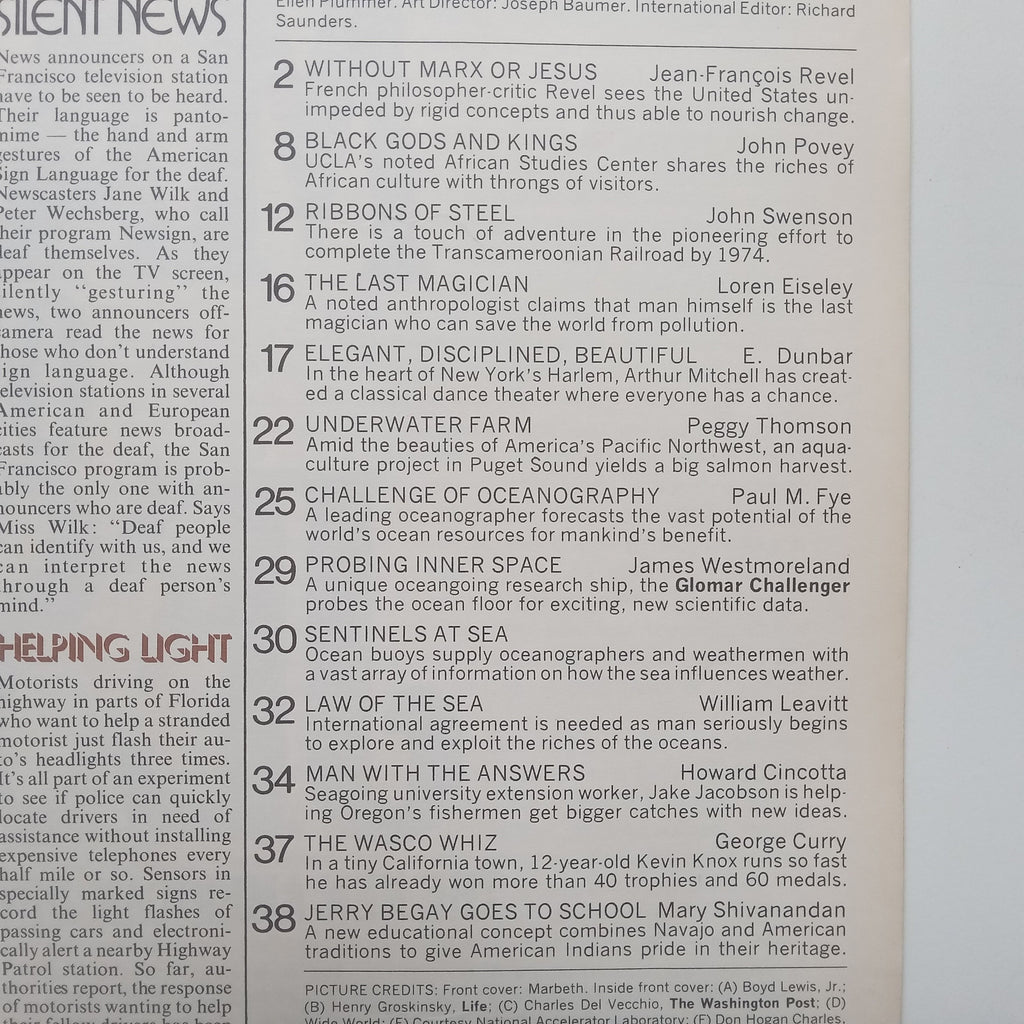 SILENT NEWS
News announcers on a San
Francisco television station
have to be seen to be heard.
Their language is panto-
mime — the hand and arm
gestures of the American
Sign Language for the deaf.
Newscasters Jane Wilk and
Peter Wechsberg, who call
their program Newsign, are
deaf themselves. As they
appear on the TV screen,
silently "gesturing" the
news, two announcers off-
camera read the news for
those who don't understand
sign language. Although
television stations in several
American and European
cities feature news broad-
casts for the deaf, the San
Francisco program is prob-
ably the only one with an-
nouncers who are deaf. Says
Miss Wilk: "Deaf people
can identify with us, and we
can interpret the news
through a deaf person's
mind."
HELPING LIGHT
Motorists driving on the
highway in parts of Florida
who want to help a stranded
motorist just flash their au-
to's headlights three times.
It's all part of an experiment
to see if police can quickly
locate drivers in need of
assistance without installing
expensive telephones every
half mile or so. Sensors in
specially marked signs re-
cord the light flashes of
passing cars and electroni-
cally alert a nearby Highway
Patrol station. So far, au-
thorities report, the response
of motorists wanting to help
their fellow drivers has been
Ellen Plummer. Art Director: Joseph Baumer. International Editor: Richard
Saunders.
2 WITHOUT MARX OR JESUS Jean-François Revel
French philosopher-critic Revel sees the United States un-
impeded by rigid concepts and thus able to nourish change.
8 BLACK GODS AND KINGS John Povey
UCLA's noted African Studies Center shares the riches of
African culture with throngs of visitors.
12 RIBBONS OF STEEL John Swenson
There is a touch of adventure in the pioneering effort to
complete the Transcameroonian Railroad by 1974.
16 THE LAST MAGICIAN Loren Eiseley
A noted anthropologist claims that man himself is the last
magician who can save the world from pollution.
17 ELEGANT, DISCIPLINED, BEAUTIFUL E. Dunbar
In the heart of New York's Harlem, Arthur Mitchell has creat-
ed a classical dance theater where everyone has a chance.
22 UNDERWATER FARM Peggy Thomson
Amid the beauties of America's Pacific Northwest, an aqua-
culture project in Puget Sound yields a big salmon harvest.
25 CHALLENGE OF OCEANOGRAPHY Paul M. Fye
A leading oceanographer forecasts the vast potential of the
world's ocean resources for mankind's benefit.
29 PROBING INNER SPACE James Westmoreland
A unique oceangoing research ship, the Glomar Challenger
probes the ocean floor for exciting, new scientific data.
30 SENTINELS AT SEA
Ocean buoys supply oceanographers and weathermen with
a vast array of information on how the sea influences weather.
32 LAW OF THE SEA William Leavitt
International agreement is needed as man seriously begins
to explore and exploit the riches of the oceans.
34 MAN WITH THE ANSWERS Howard Cincotta
Seagoing university extension worker, Jake Jacobson is help-
ing Oregon's fishermen get bigger catches with new ideas.
37 THE WASCO WHIZ George Curry
In a tiny California town, 12-year-old Kevin Knox runs so fast
he has already won more than 40 trophies and 60 medals.
38 JERRY BEGAY GOES TO SCHOOL Mary Shivanandan
A new educational concept combines Navajo and American
traditions to give American Indians pride in their heritage.
PICTURE CREDITS: Front cover: Marbeth. Inside front cover: (A) Boyd Lewis, Jr.;
(B) Henry Groskinsky, Life; (C) Charles Del Vecchio, The Washington Post; (D)
Wide World; (E) Courtesy National Accelerator Laboratory; (F) Don Hogan Charles,